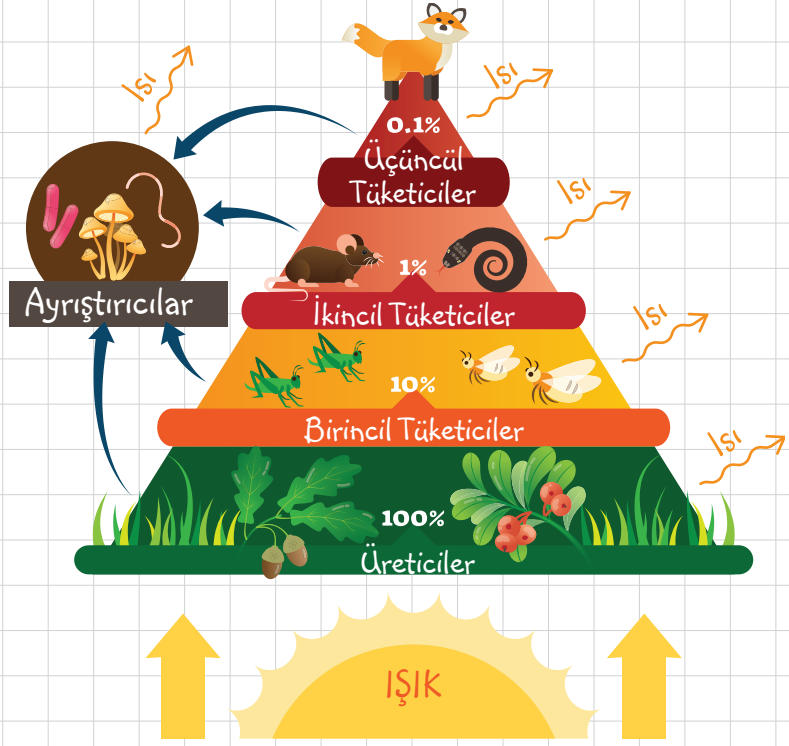 Isı
Isı
0.1%
Üçüncül
Tüketiciler
Isı
1%
Ayrıştırıcılar
İkincil Tüketiciler
Isı
10%
Birincil Tüketiciler
Isı
100%
Üreticiler
IŞIK